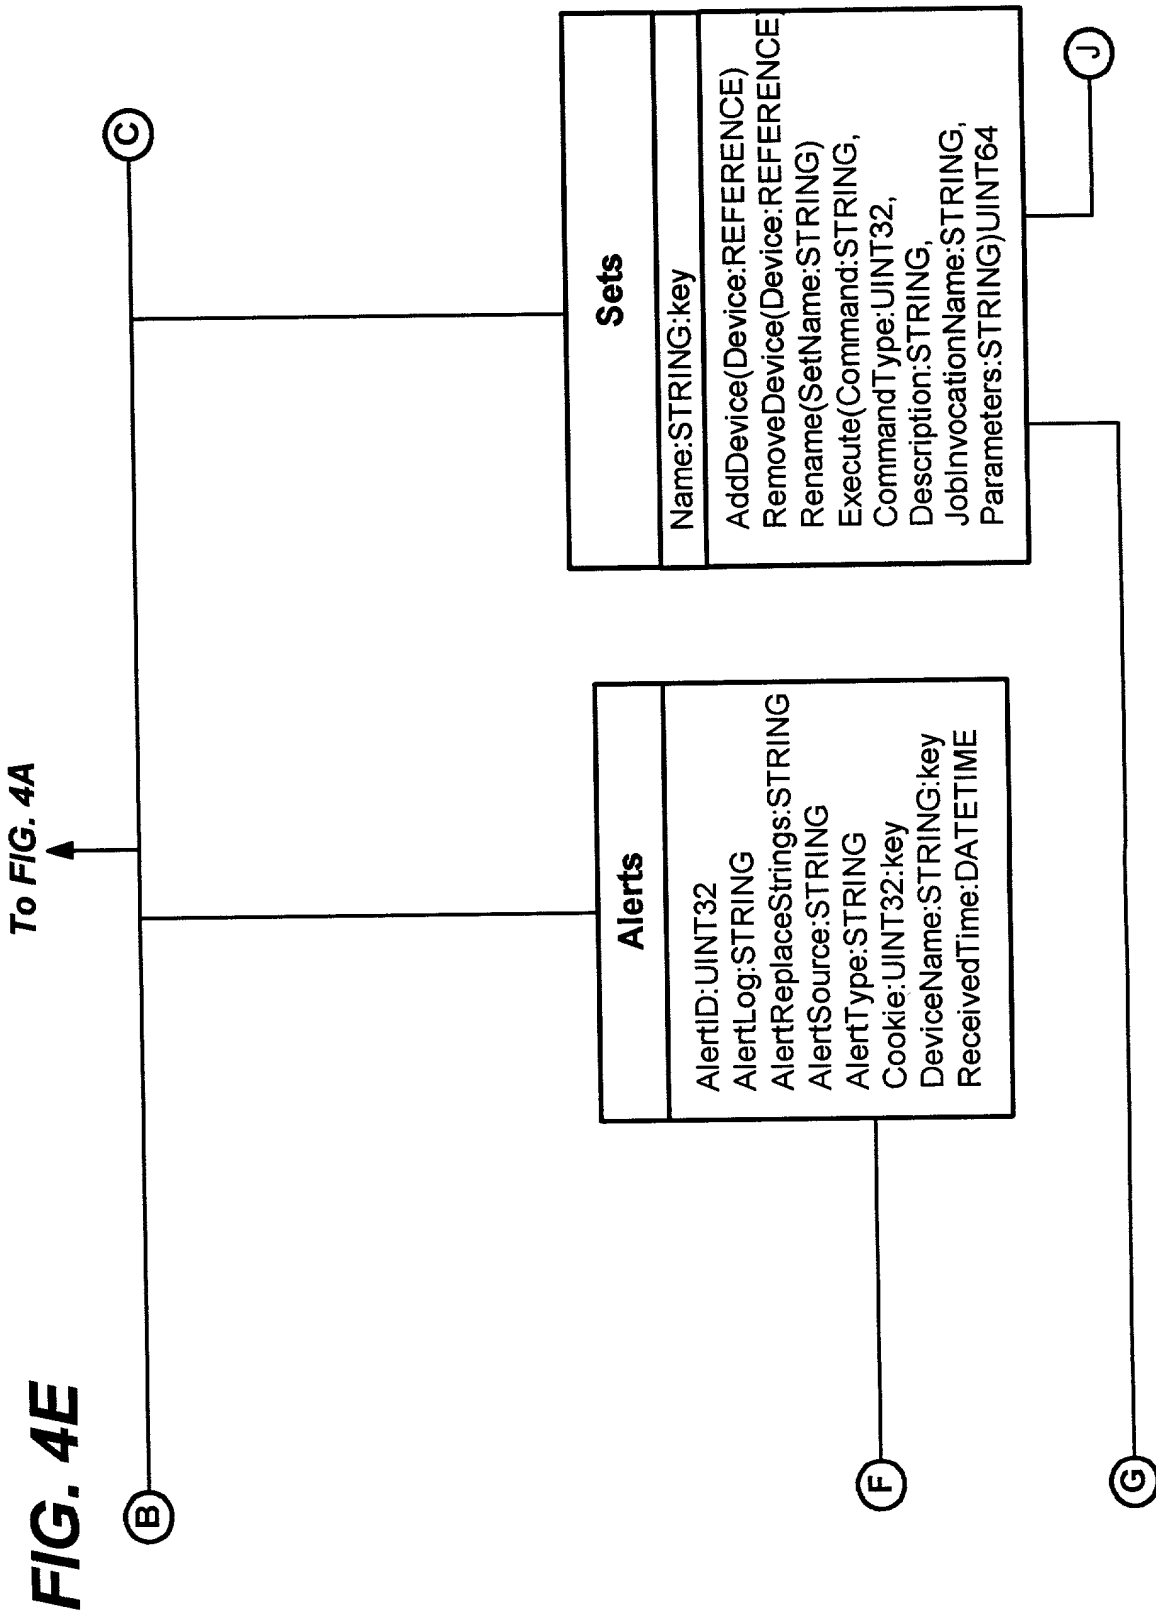 FIG. 4E
To FIG. 4A
B
C
Alerts
AlertID:UINT32
AlertLog:STRING
AlertReplaceStrings:STRING
AlertSource:STRING
AlertType:STRING
Cookie:UINT32:key
DeviceName:STRING:key
ReceivedTime:DATETIME
Sets
Name:STRING:key
AddDevice(Device:REFERENCE)
RemoveDevice(Device:REFERENCE)
Rename(SetName:STRING)
Execute(Command:STRING,
CommandType:UINT32,
Description:STRING,
JobInvocationName:STRING,
Parameters:STRING)UINT64
F
G
J